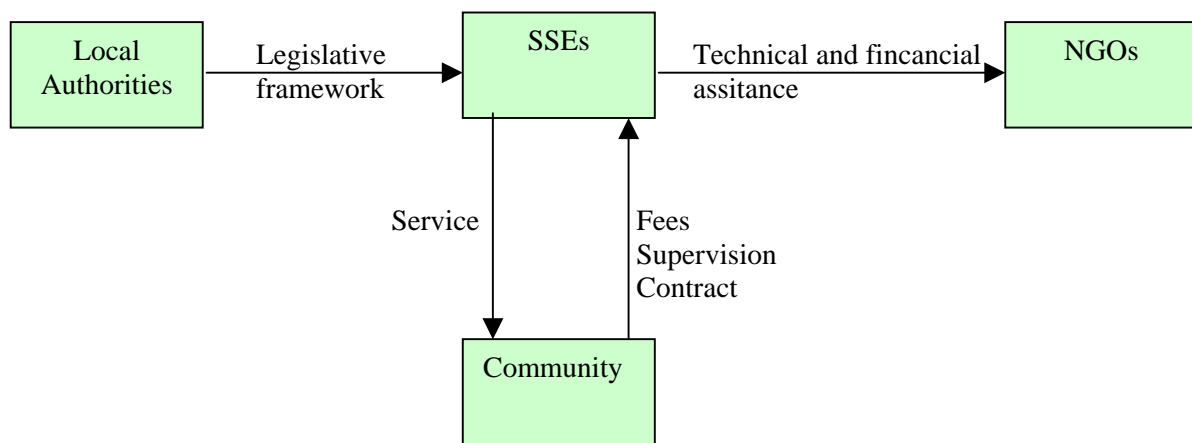 Local
Authorities
Legislative
framework
SSEs
Technical and fincancial
assitance
NGOs
Service
Fees
Supervision
Contract
Community